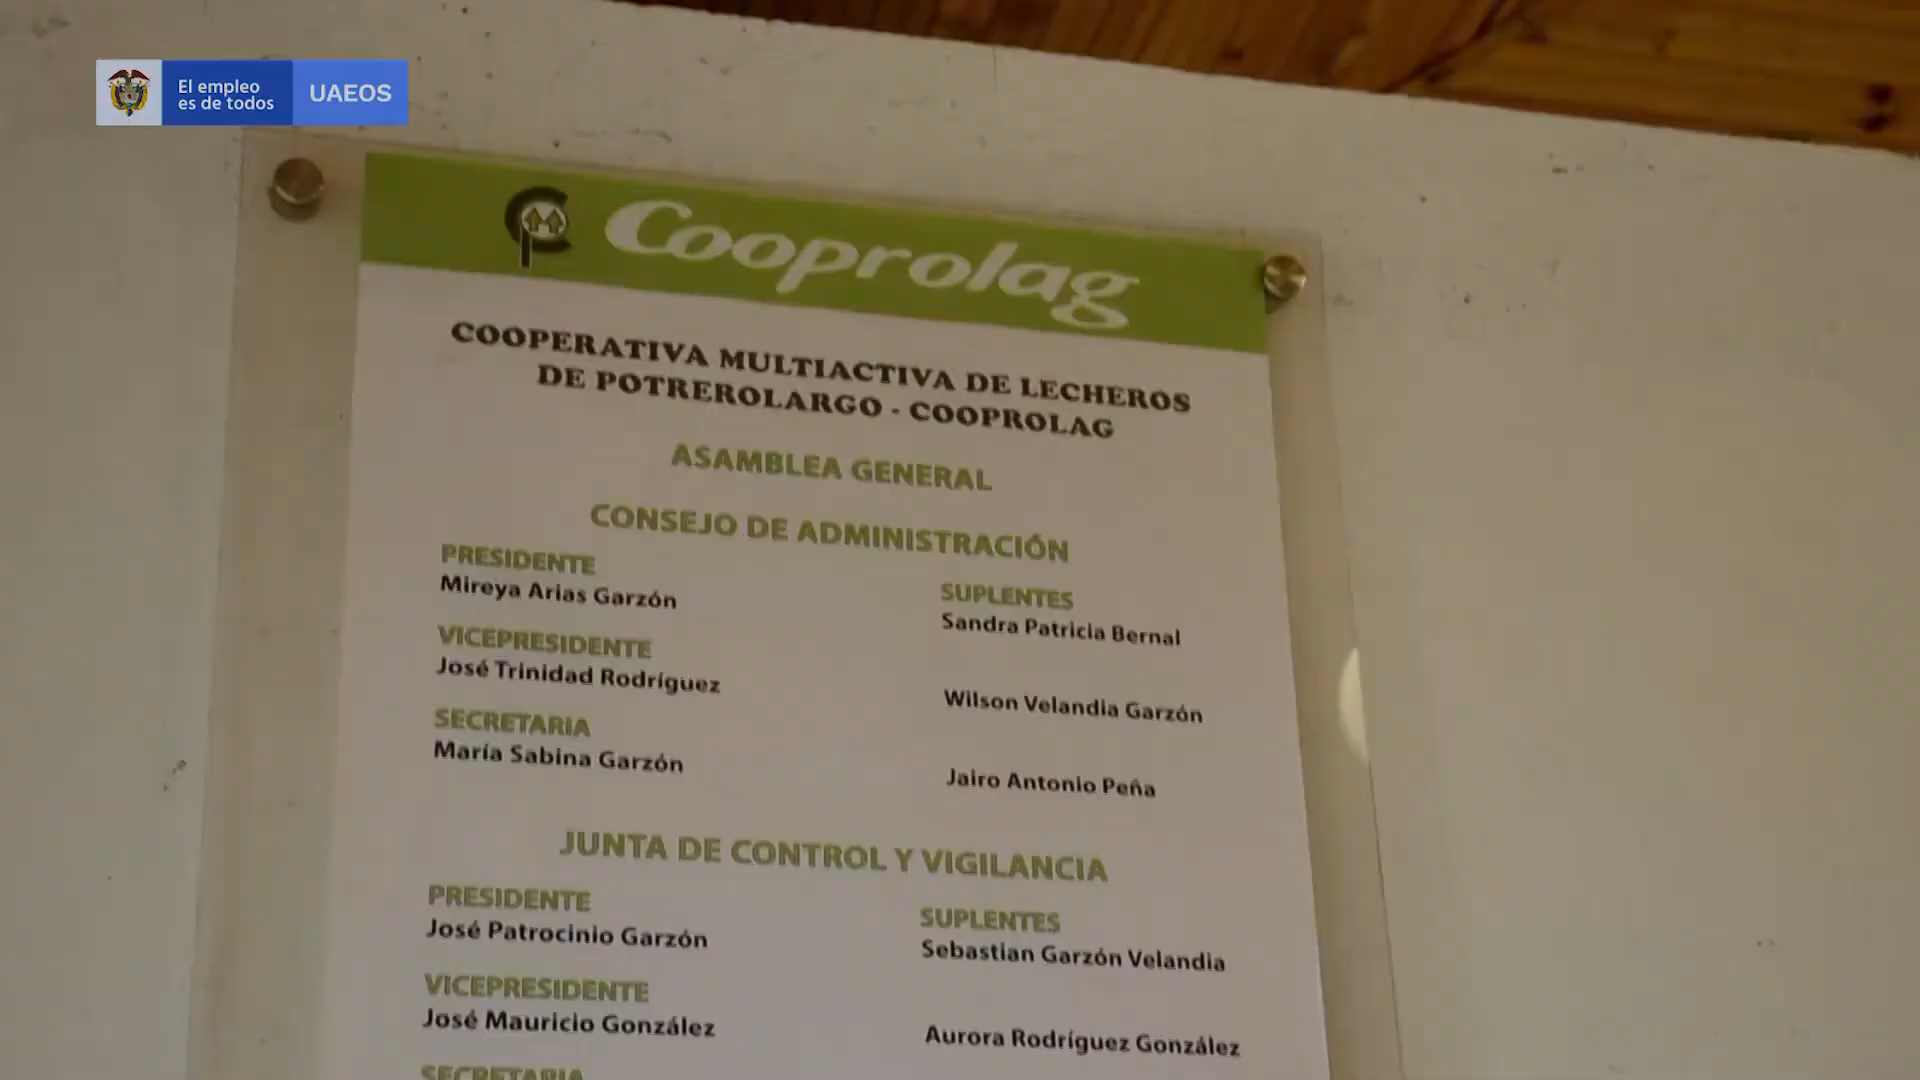 El empleo
es de todos
UAEOS
Cooprolag
COOPERATIVA MULTIACTIVA DE LECHEROS
DE POTREROLARGO - COOPROLAG
ASAMBLEA GENERAL
CONSEJO DE ADMINISTRACIÓN
PRESIDENTE
Mireya Arias Garzón
SUPLENTES
Sandra Patricia Bernal
VICEPRESIDENTE
José Trinidad Rodríguez
Wilson Velandia Garzón
SECRETARIA
María Sabina Garzón
Jairo Antonio Peña
JUNTA DE CONTROL Y VIGILANCIA
PRESIDENTE
José Patrocinio Garzón
SUPLENTES
Sebastian Garzón Velandia
VICEPRESIDENTE
José Mauricio González
Aurora Rodríguez González
SECRETARIA